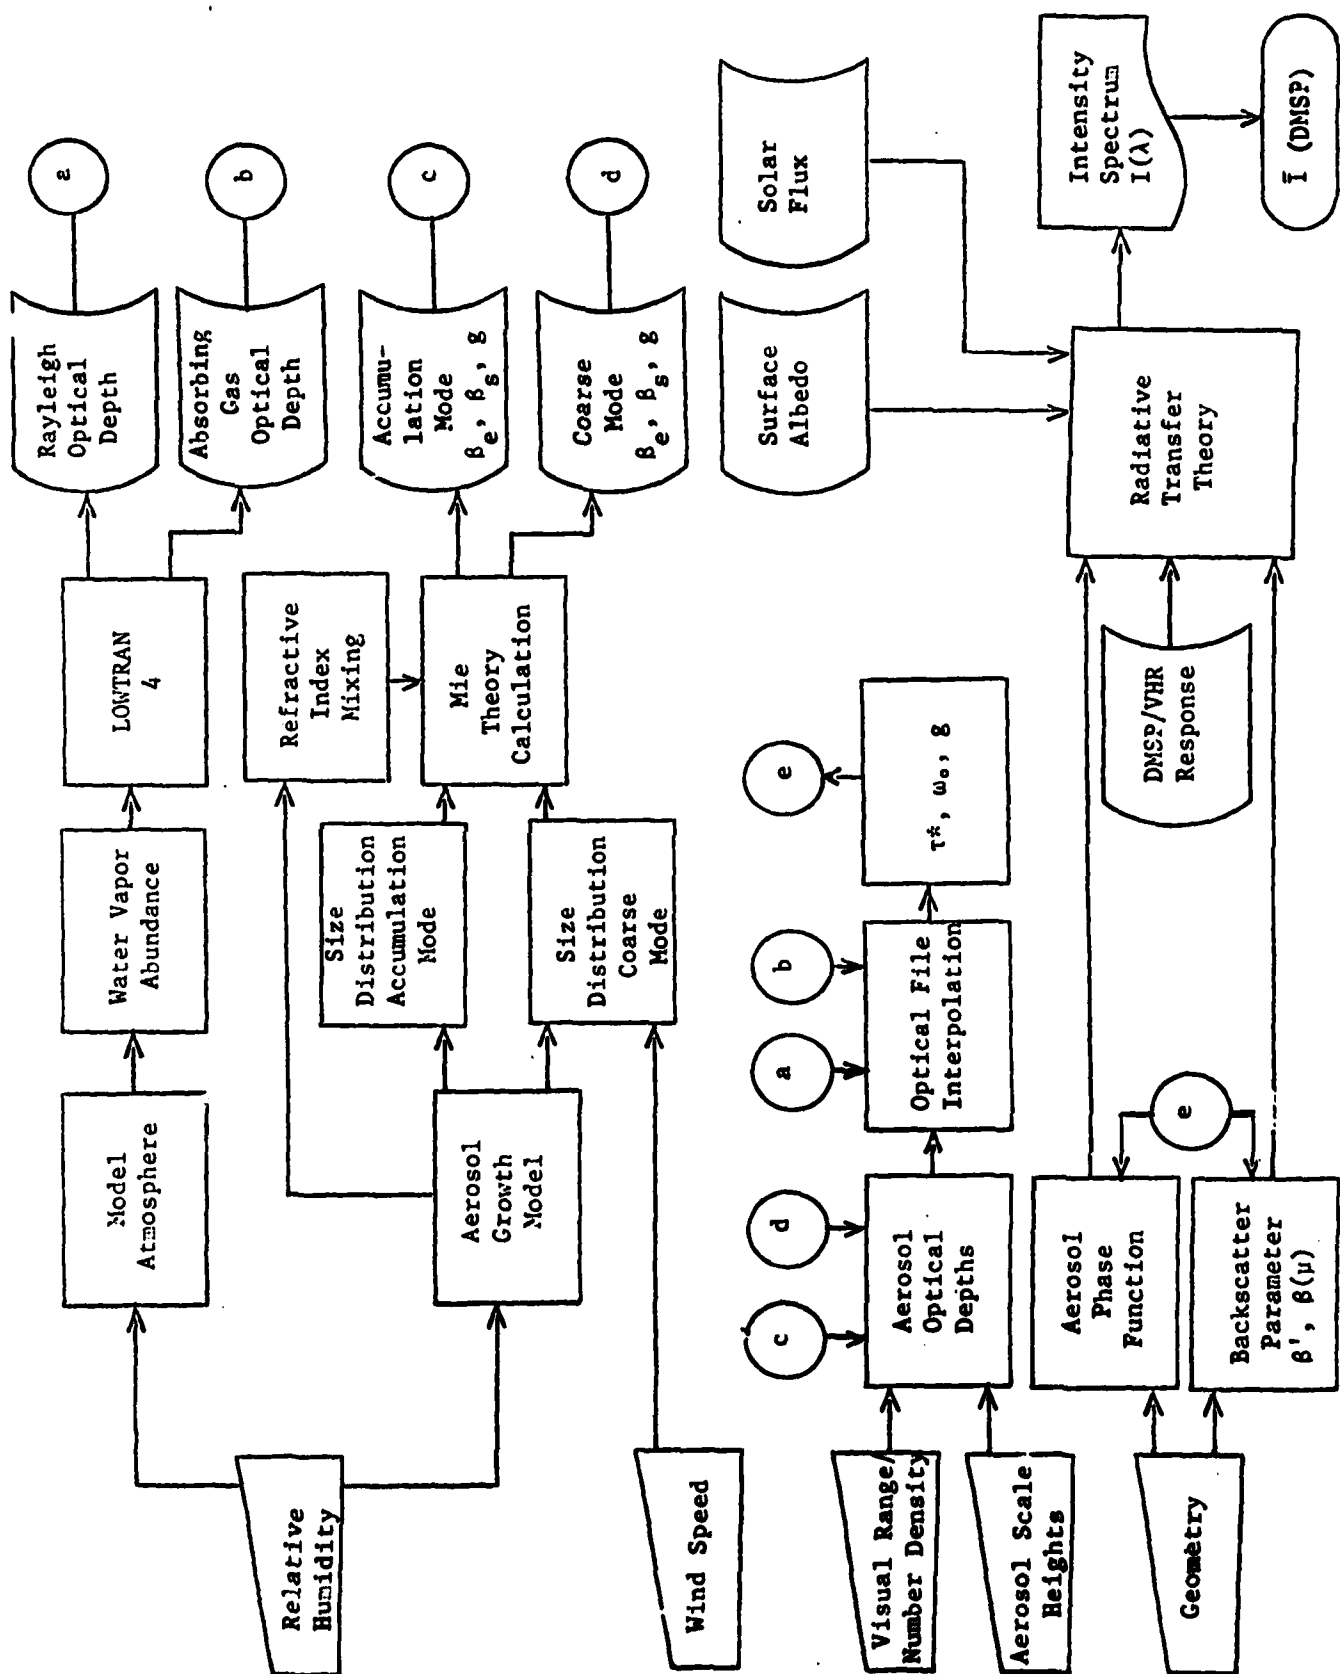 Relative
Humidity
Model
Atmosphere
Water Vapor
Abundance
LOWTRAN
4
Rayleigh
Optical
Depth
a
Absorbing
Gas
Optical
Depth
b
Refractive
Index
Mixing
Aerosol
Growth
Model
Size
Distribution
Accumulation
Mode
Size
Distribution
Coarse
Mode
Mie
Theory
Calculation
Accumu-
lation
Mode
βe, βs, g
c
Coarse
Mode
βe, βs, g
d
Wind Speed
Visual Range/
Number Density
Aerosol Scale
Heights
c
d
Aerosol
Optical
Depths
a
b
Optical File
Interpolation
τ*, ω₀, g
e
Surface
Albedo
Solar
Flux
Geometry
Aerosol
Phase
Function
Backscatter
Parameter
β', β(μ)
e
DMSP/VHR
Response
Radiative
Transfer
Theory
Intensity
Spectrum
I(λ)
Ī (DMSP)